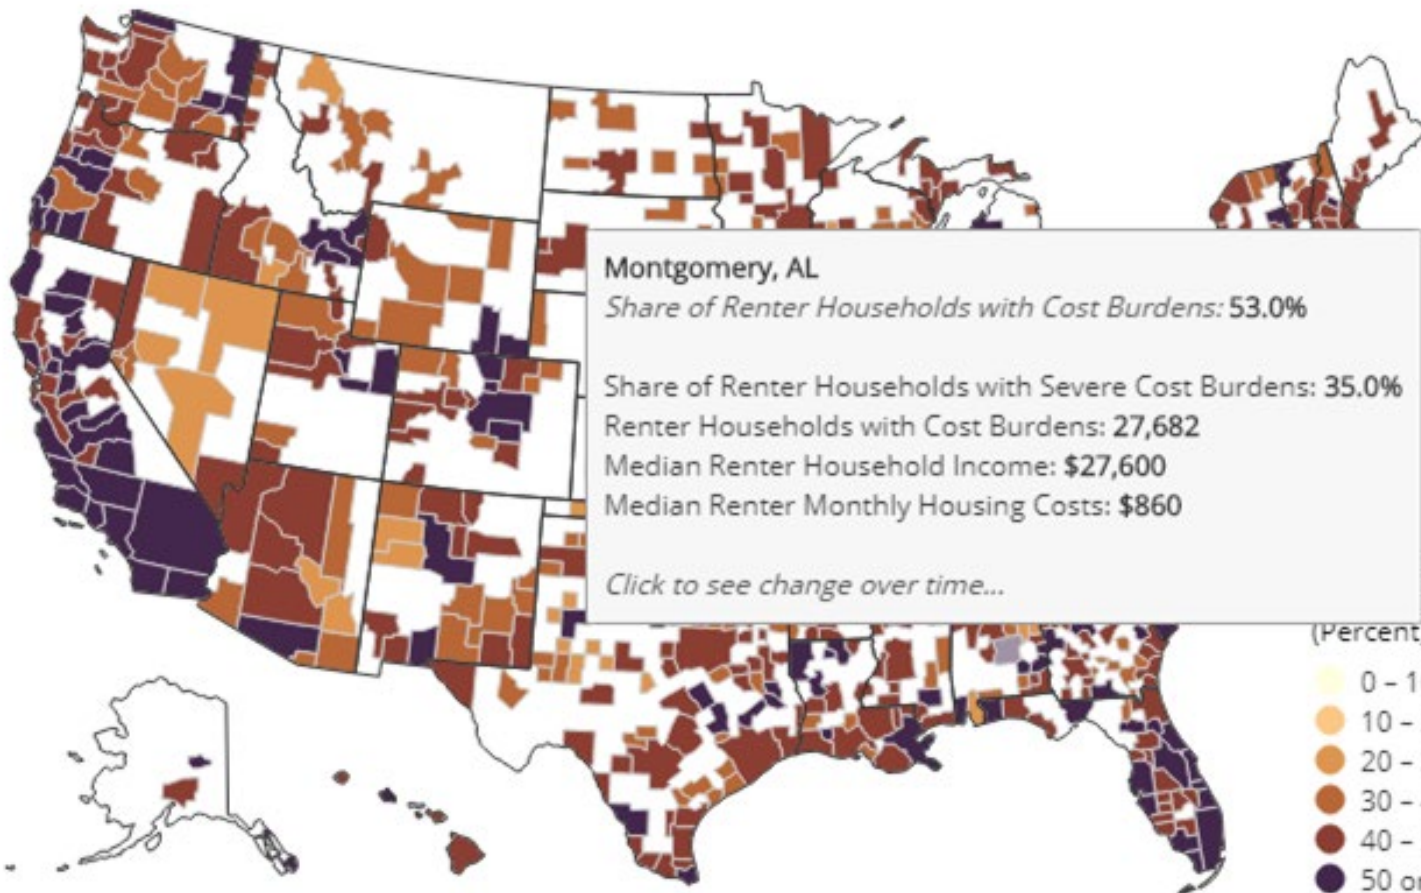 Montgomery, AL
Share of Renter Households with Cost Burdens: 53.0%
Share of Renter Households with Severe Cost Burdens: 35.0%
Renter Households with Cost Burdens: 27,682
Median Renter Household Income: $27,600
Median Renter Monthly Housing Costs: $860
Click to see change over time...
(Percent
0 – 1
10 –
20 –
30 –
40 –
50 o